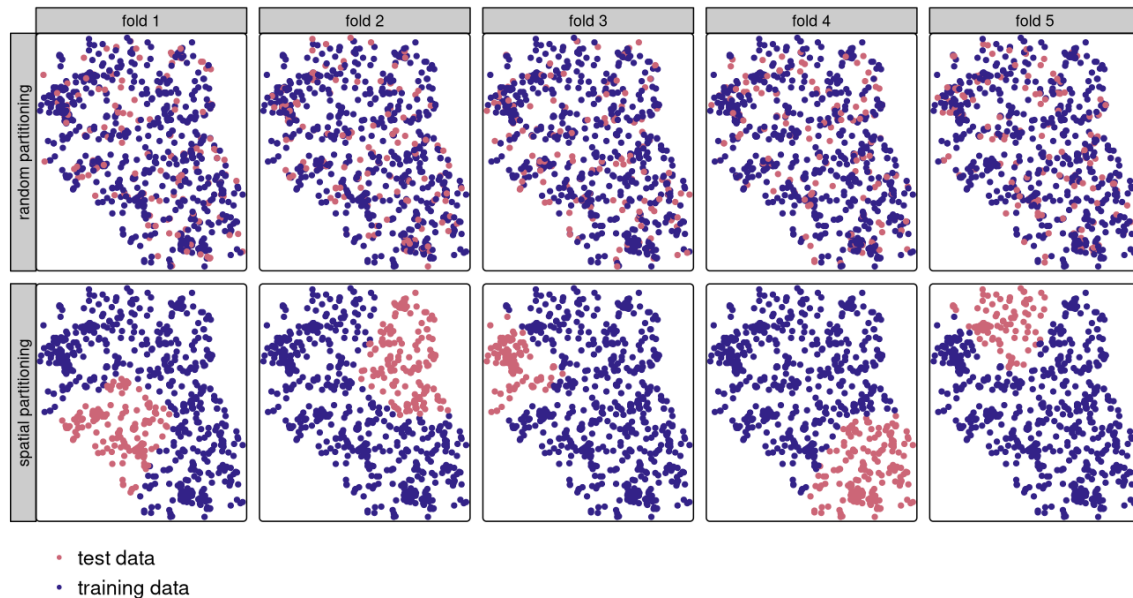 fold 1
fold 2
fold 3
fold 4
fold 5
random partitioning
spatial partitioning
test data
training data